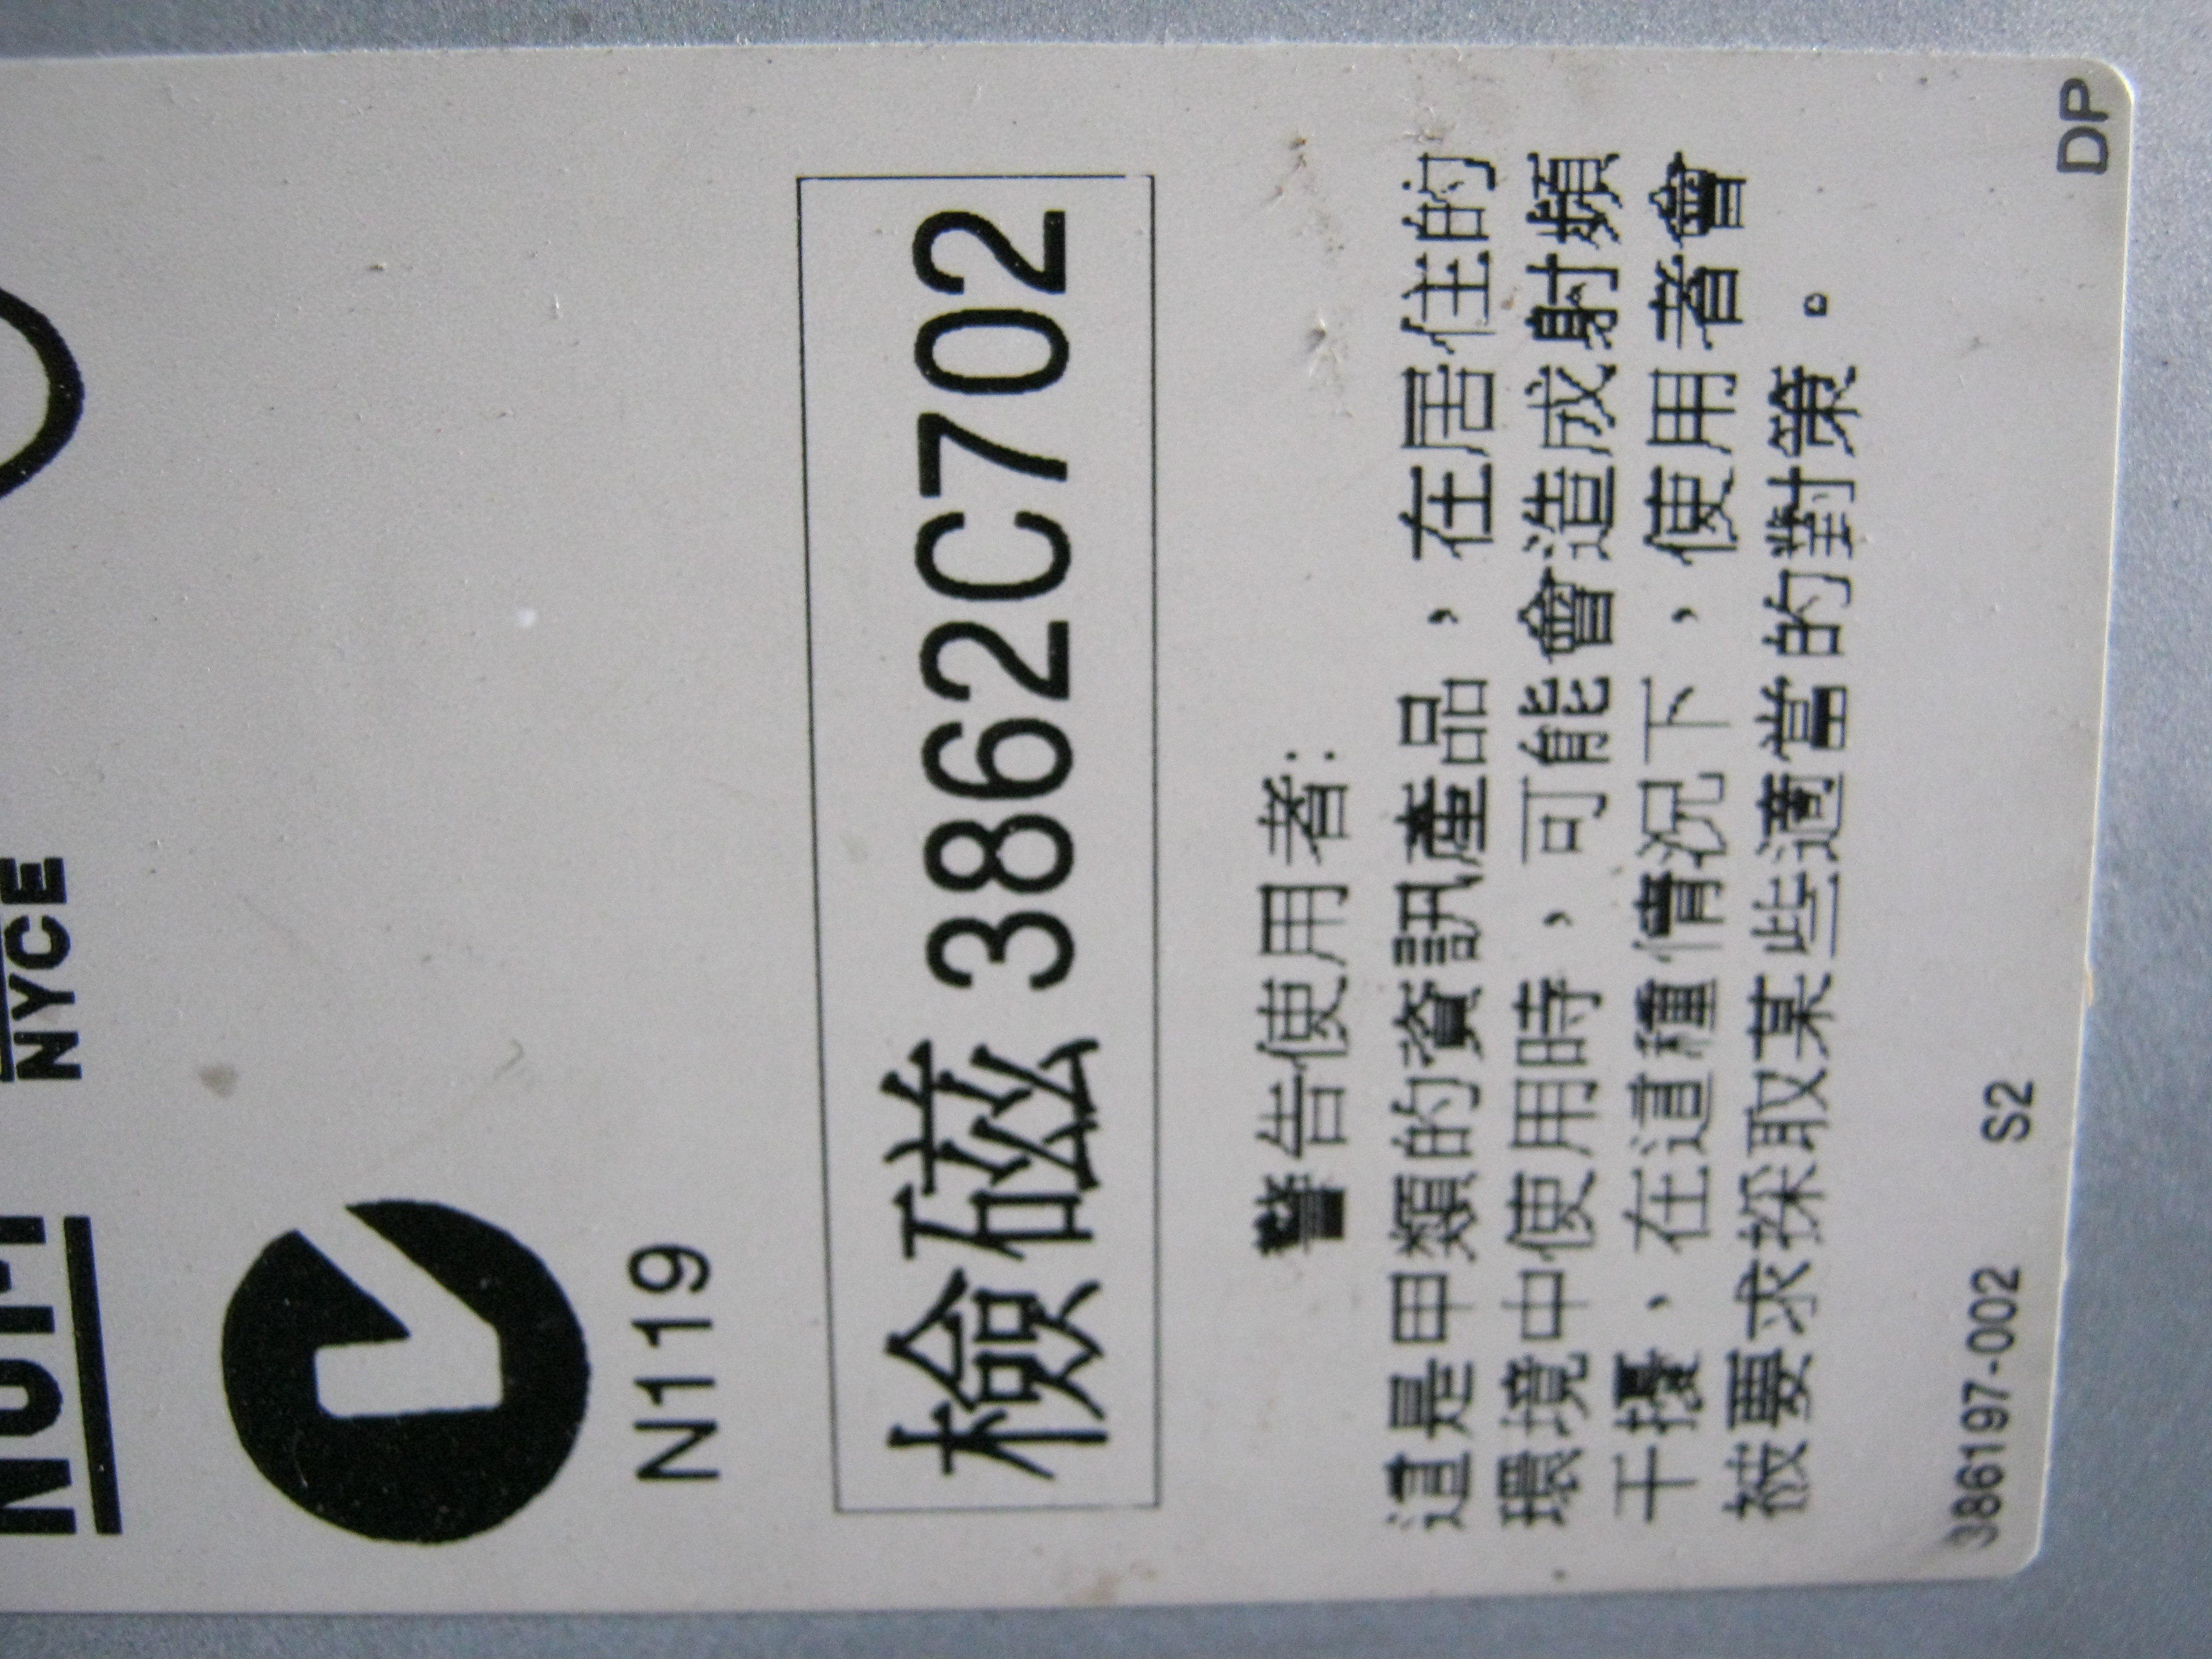 NYCE
N119
檢磁 3862C702
警告使用者:
這是甲類的資訊產品，在居住的
環境中使用時，可能會造成射頻
干擾，在這種情況下，使用者會
被要求採取某些適當的對策。
386197-002 S2
DP